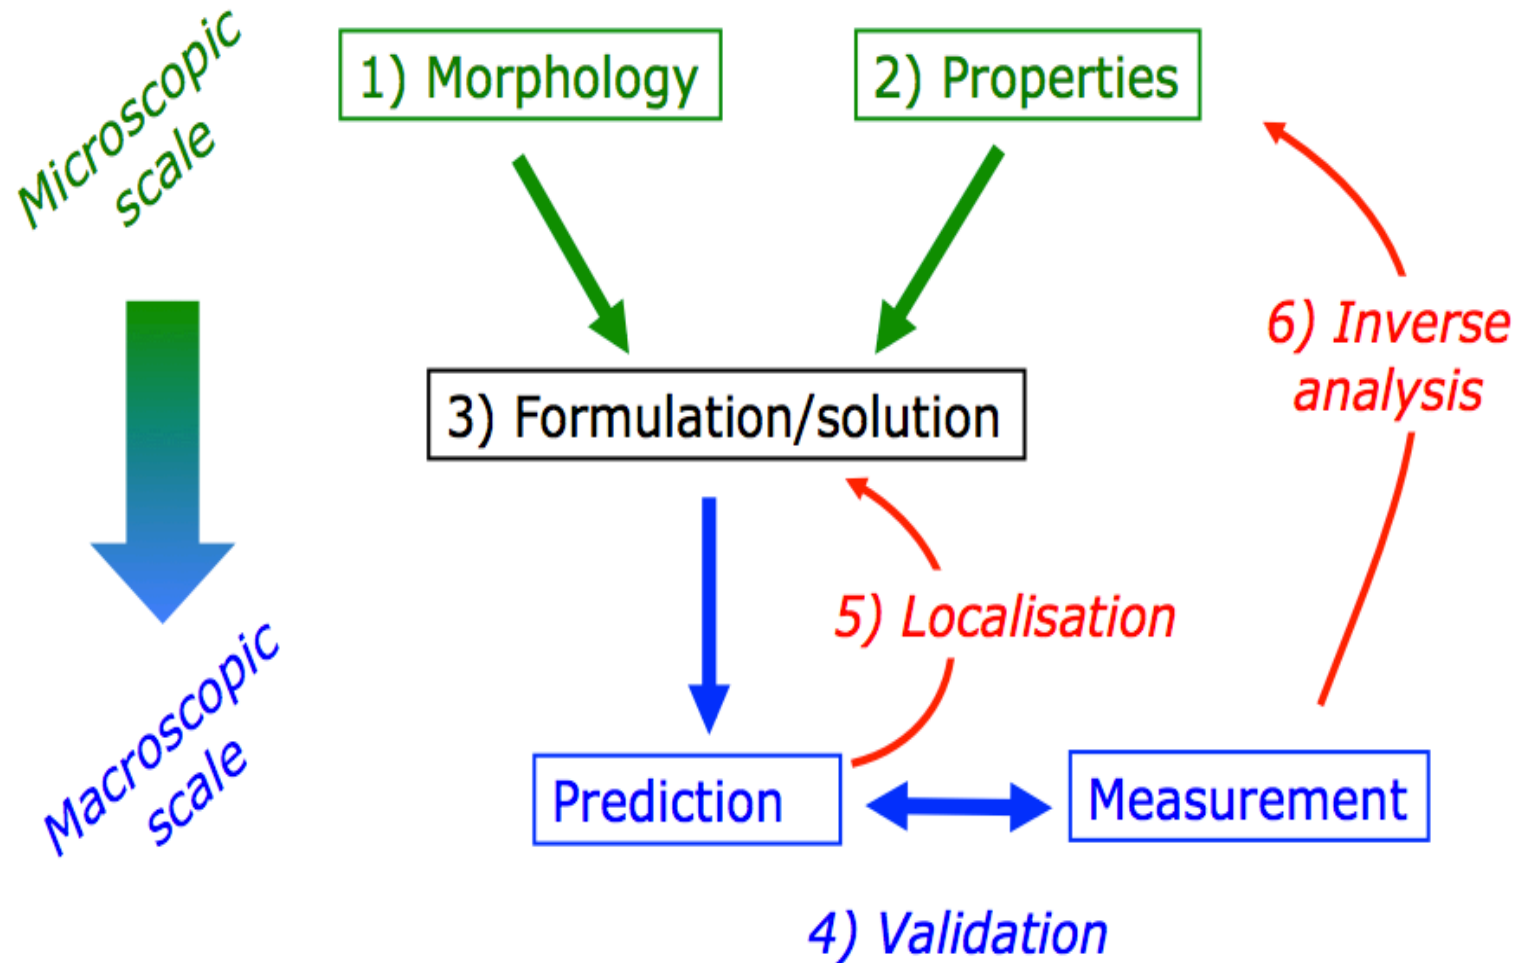 Microscopic
scale
1) Morphology
2) Properties
3) Formulation/solution
6) Inverse
analysis
5) Localisation
Macroscopic
scale
Prediction
Measurement
4) Validation